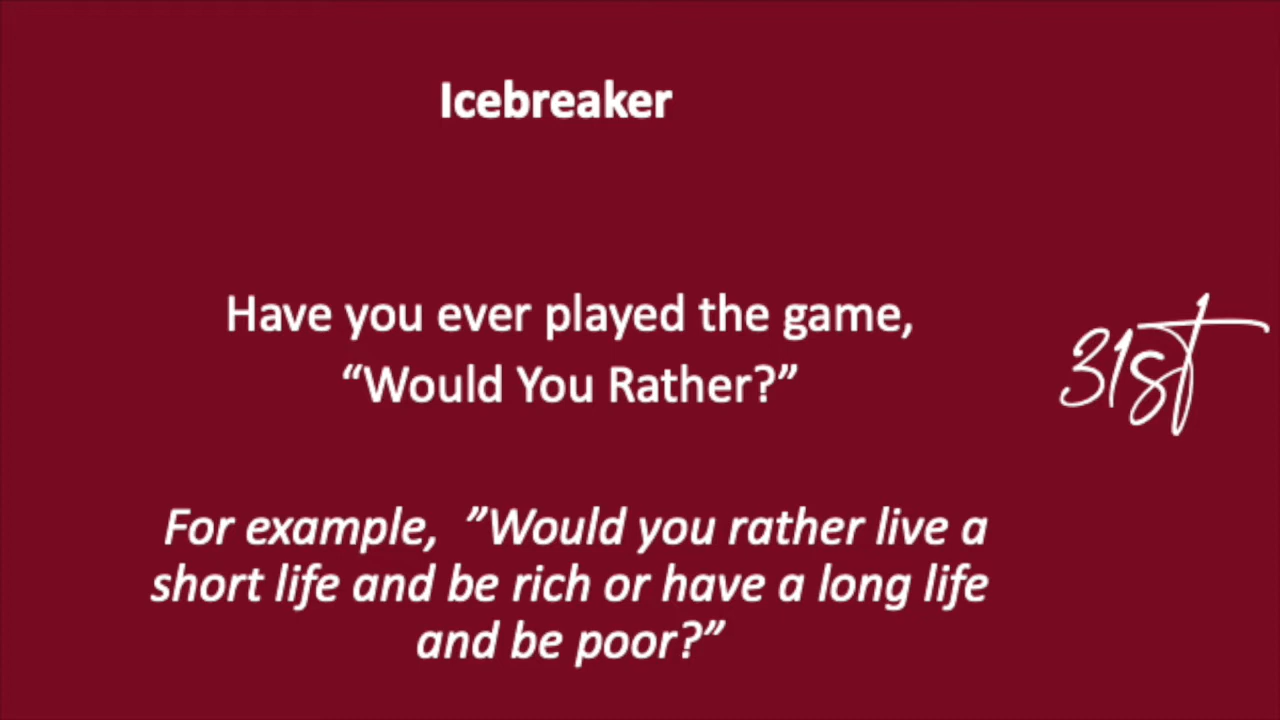 Icebreaker
Have you ever played the game,
“Would You Rather?”
31st
For example,  ”Would you rather live a
short life and be rich or have a long life
and be poor?”